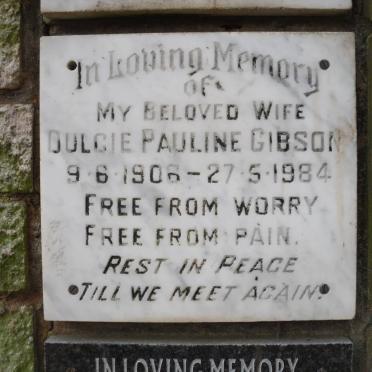 In Loving Memory
of
MY BELOVED WIFE
DULCIE PAULINE GIBSON
9·6·1906–27·5·1984
FREE FROM WORRY
FREE FROM PAIN.
REST IN PEACE
TILL WE MEET AGAIN.
IN LOVING MEMORY